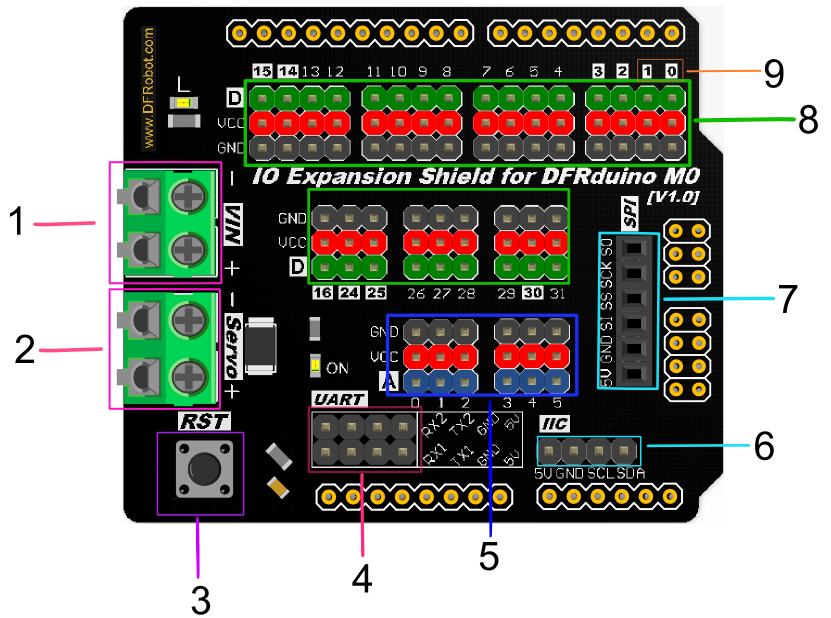 www.DFRobot.com
L
15 14 13 12 11 10 9 8 7 6 5 4 3 2 1 0
9
D
VCC
GND
8
IO Expansion Shield for DFRduino M0
[V1.0]
1
−
VIN
+
GND
VCC
D
16 24 25 26 27 28 29 30 31
SPI
5V GND SI SS SCK SO
7
2
−
Servo
+
ON
GND
VCC
A
0 1 2 3 4 5
RST
UART
RX2 TX2 GND 5V
RX1 TX1 GND 5V
IIC
5V GND SCL SDA
6
3
4
5